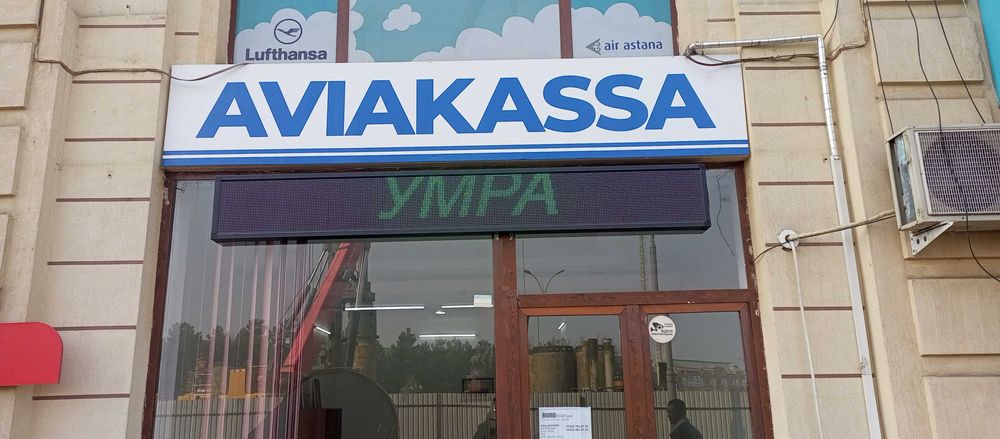 Lufthansa
air astana
AVIAKASSA
УМРА